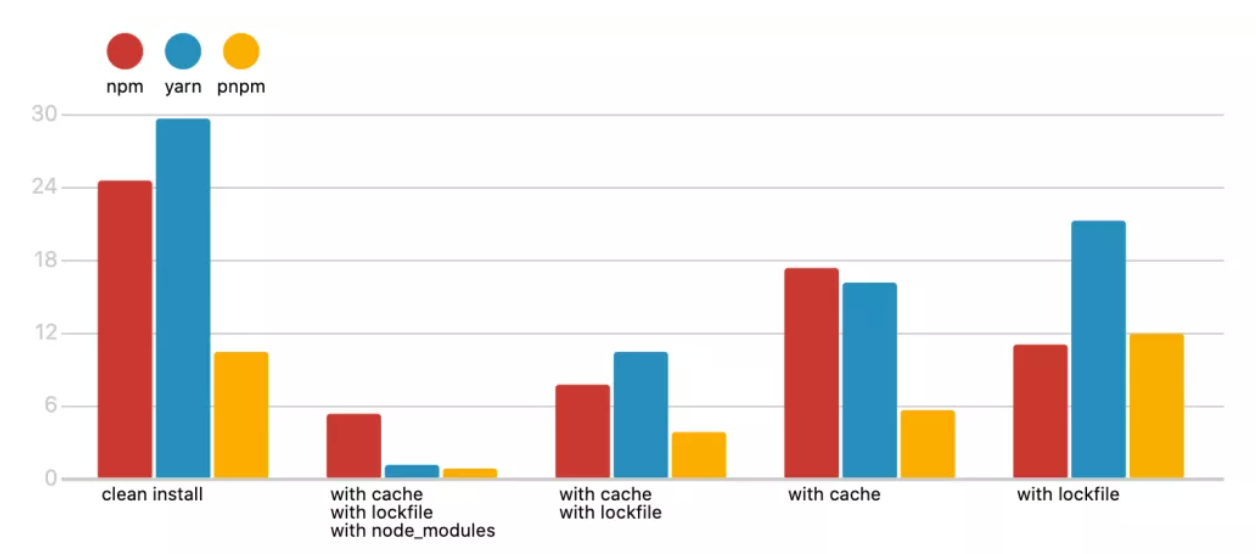 npm yarn pnpm
30
24
18
12
6
0
clean install
with cache
with lockfile
with node_modules
with cache
with lockfile
with cache
with lockfile